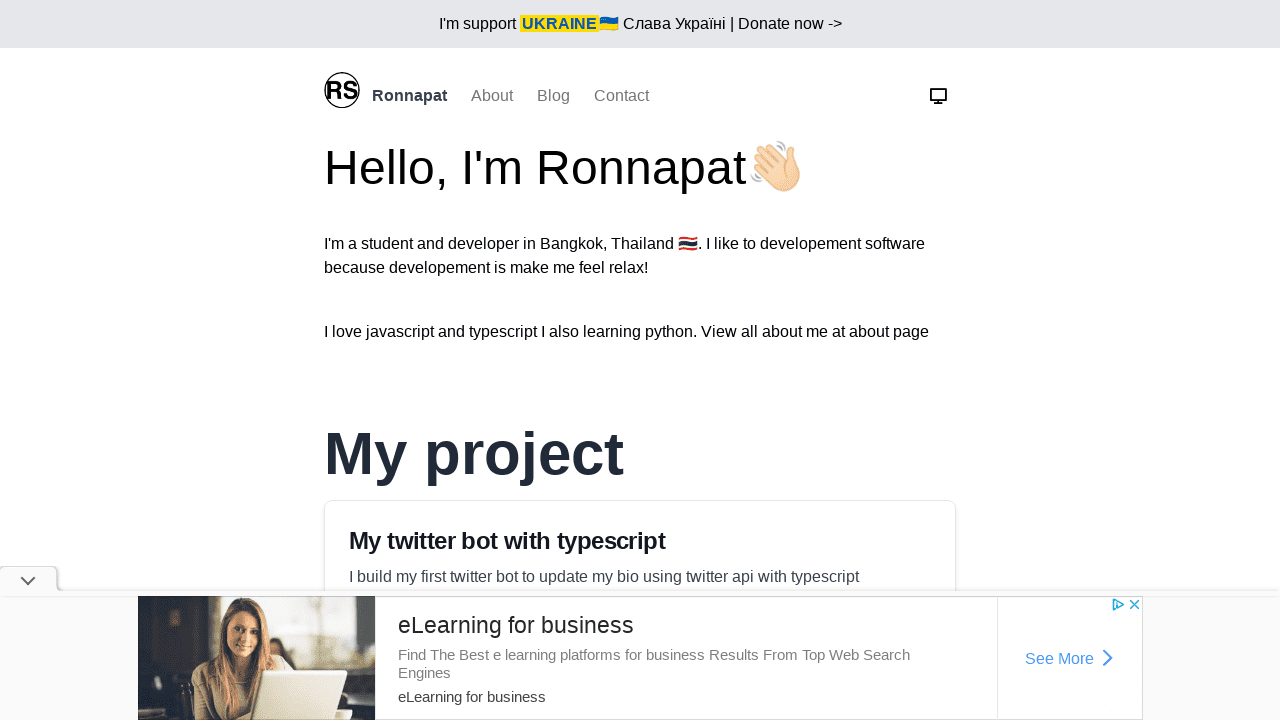 I'm support UKRAINE🇺🇦 Слава Україні | Donate now ->
RS
Ronnapat About Blog Contact
Hello, I'm Ronnapat👋🏻
I'm a student and developer in Bangkok, Thailand 🇹🇭. I like to developement software
because developement is make me feel relax!
I love javascript and typescript I also learning python. View all about me at about page
My project
My twitter bot with typescript
I build my first twitter bot to update my bio using twitter api with typescript
eLearning for business
Find The Best e learning platforms for business Results From Top Web Search
Engines
eLearning for business
See More